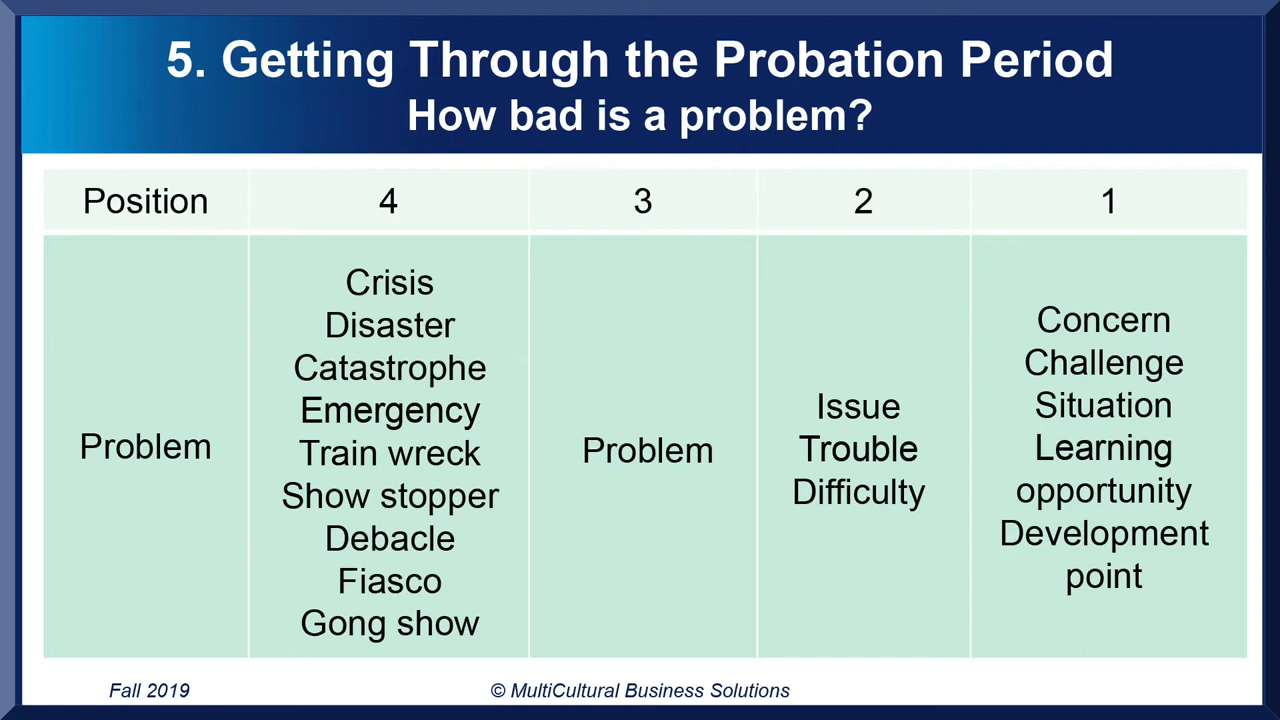 5. Getting Through the Probation Period
How bad is a problem?
Position 4 3 2 1
Problem
Crisis
Disaster
Catastrophe
Emergency
Train wreck
Show stopper
Debacle
Fiasco
Gong show
Problem
Issue
Trouble
Difficulty
Concern
Challenge
Situation
Learning
opportunity
Development
point
Fall 2019
© MultiCultural Business Solutions